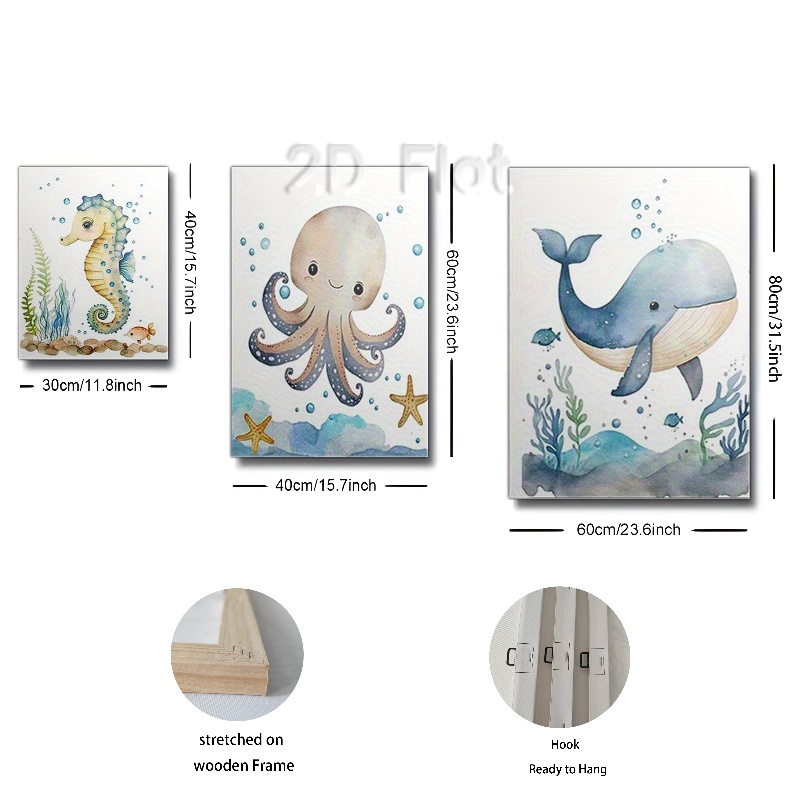 2D Flat
40cm/15.7inch
30cm/11.8inch
60cm/23.6inch
40cm/15.7inch
80cm/31.5inch
60cm/23.6inch
stretched on
wooden Frame
Hook
Ready to Hang